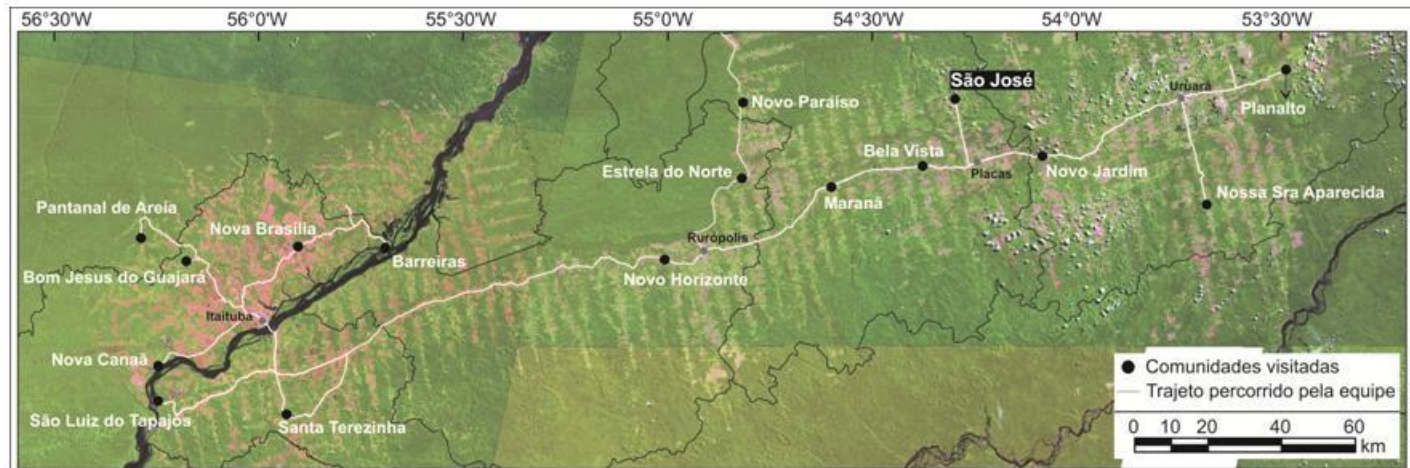 56°30'W 56°00'W 55°30'W 55°00'W 54°30'W 54°00'W 53°30'W
São José
Uruará
Novo Paraíso
Planalto
Bela Vista
Placas
Novo Jardim
Estrela do Norte
Maranã
Nossa Sra Aparecida
Pantanal de Areia
Nova Brasília
Rurópolis
Barreiras
Bom Jesus do Guajará
Novo Horizonte
Itaituba
Nova Canaã
São Luiz do Tapajós
Santa Terezinha
Comunidades visitadas
Trajeto percorrido pela equipe
0 10 20 40 60
km